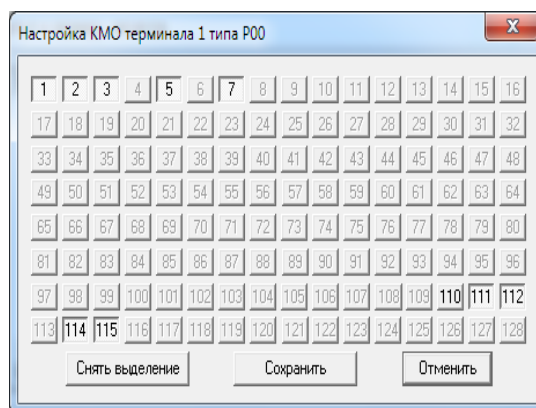 Настройка КМО терминала 1 типа Р00
1 2 3 4 5 6 7 8 9 10 11 12 13 14 15 16
17 18 19 20 21 22 23 24 25 26 27 28 29 30 31 32
33 34 35 36 37 38 39 40 41 42 43 44 45 46 47 48
49 50 51 52 53 54 55 56 57 58 59 60 61 62 63 64
65 66 67 68 69 70 71 72 73 74 75 76 77 78 79 80
81 82 83 84 85 86 87 88 89 90 91 92 93 94 95 96
97 98 99 100 101 102 103 104 105 106 107 108 109 110 111 112
113 114 115 116 117 118 119 120 121 122 123 124 125 126 127 128
Снять выделение Сохранить Отменить